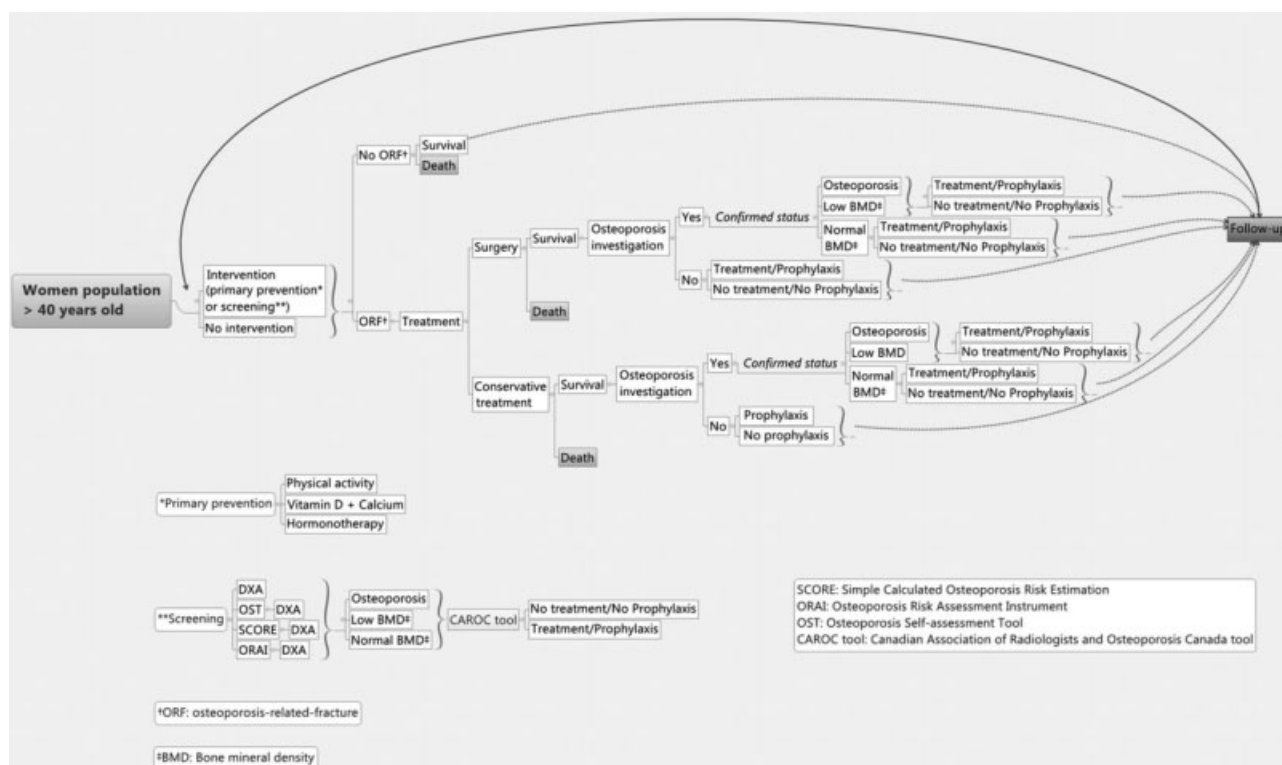 Women population
> 40 years old
Intervention
(primary prevention*
or screening**)
No intervention
No ORF†
Survival
Death
ORF†
Treatment
Surgery
Survival
Osteoporosis
investigation
Yes
Confirmed status
Osteoporosis
Low BMD‡
Treatment/Prophylaxis
No treatment/No Prophylaxis
Normal
BMD‡
Treatment/Prophylaxis
No treatment/No Prophylaxis
No
Treatment/Prophylaxis
No treatment/No Prophylaxis
Death
Conservative
treatment
Survival
Osteoporosis
investigation
Yes
Confirmed status
Osteoporosis
Low BMD
Treatment/Prophylaxis
No treatment/No Prophylaxis
Normal
BMD‡
Treatment/Prophylaxis
No treatment/No Prophylaxis
No
Prophylaxis
No prophylaxis
Death
Follow-up
*Primary prevention
Physical activity
Vitamin D + Calcium
Hormonotherapy
**Screening
DXA
OST DXA
SCORE DXA
ORAI DXA
Osteoporosis
Low BMD‡
Normal BMD‡
CAROC tool
No treatment/No Prophylaxis
Treatment/Prophylaxis
SCORE: Simple Calculated Osteoporosis Risk Estimation
ORAI: Osteoporosis Risk Assessment Instrument
OST: Osteoporosis Self-assessment Tool
CAROC tool: Canadian Association of Radiologists and Osteoporosis Canada tool
†ORF: osteoporosis-related-fracture
‡BMD: Bone mineral density